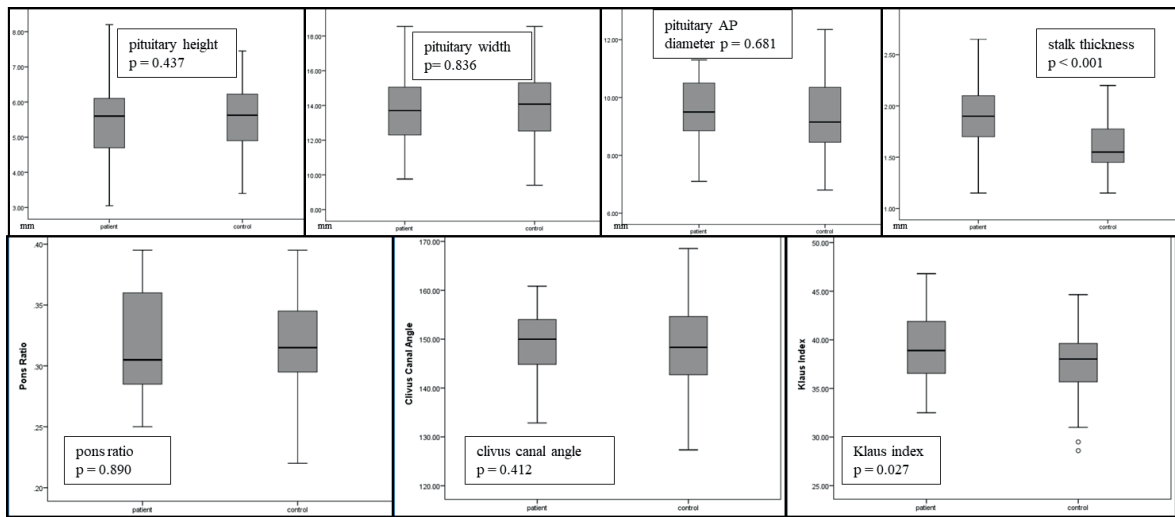 8.00
7.00
6.00
5.00
4.00
3.00
mm
patient
control
pituitary height
p = 0.437
18.00
16.00
14.00
12.00
10.00
8.00
mm
patient
control
pituitary width
p= 0.836
12.00
10.00
8.00
6.00
mm
patient
control
pituitary AP
diameter p = 0.681
2.50
2.00
1.50
1.00
mm
patient
control
stalk thickness
p < 0.001
.40
.35
.30
.25
.20
Pons Ratio
patient
control
pons ratio
p = 0.890
170.00
160.00
150.00
140.00
130.00
120.00
Clivus Canal Angle
patient
control
clivus canal angle
p = 0.412
50.00
45.00
40.00
35.00
30.00
25.00
Klaus Index
patient
control
Klaus index
p = 0.027